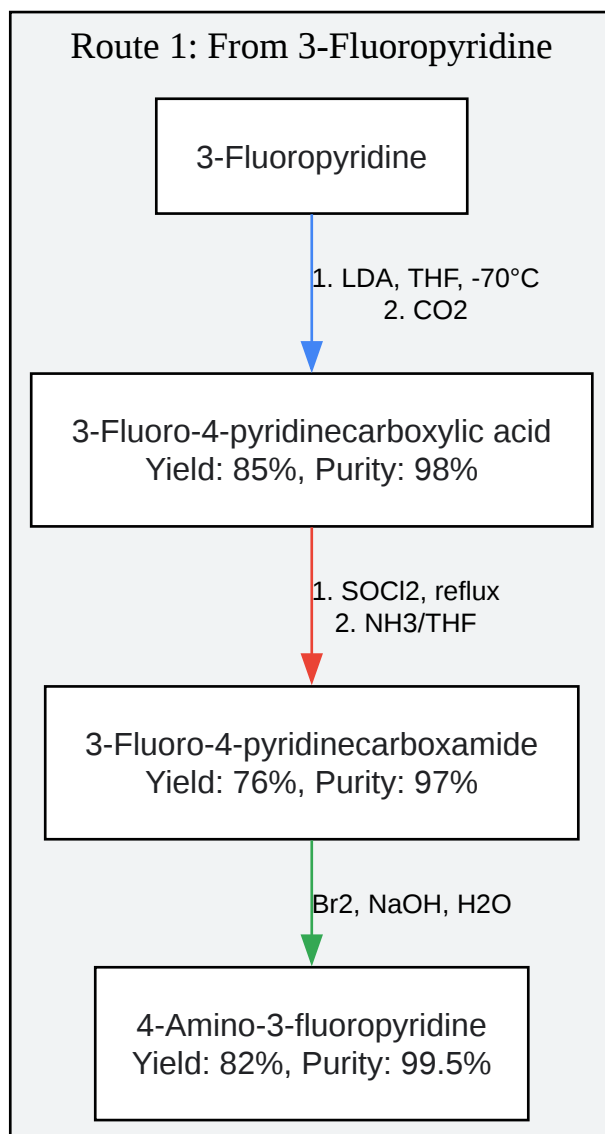 Route 1: From 3-Fluoropyridine
3-Fluoropyridine
1. LDA, THF, -70°C
2. CO2
3-Fluoro-4-pyridinecarboxylic acid
Yield: 85%, Purity: 98%
1. SOCl2, reflux
2. NH3/THF
3-Fluoro-4-pyridinecarboxamide
Yield: 76%, Purity: 97%
Br2, NaOH, H2O
4-Amino-3-fluoropyridine
Yield: 82%, Purity: 99.5%